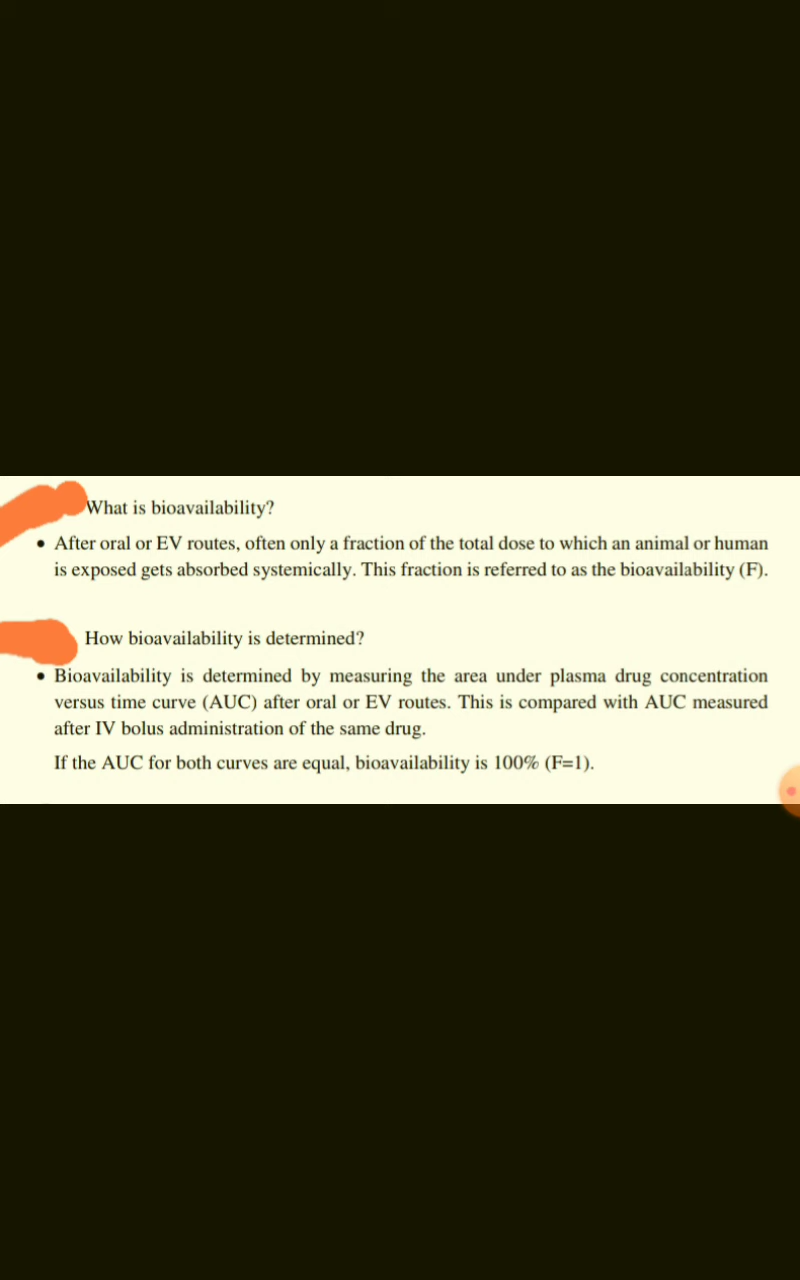 What is bioavailability?
• After oral or EV routes, often only a fraction of the total dose to which an animal or human
is exposed gets absorbed systemically. This fraction is referred to as the bioavailability (F).
How bioavailability is determined?
• Bioavailability is determined by measuring the area under plasma drug concentration
versus time curve (AUC) after oral or EV routes. This is compared with AUC measured
after IV bolus administration of the same drug.
If the AUC for both curves are equal, bioavailability is 100% (F=1).